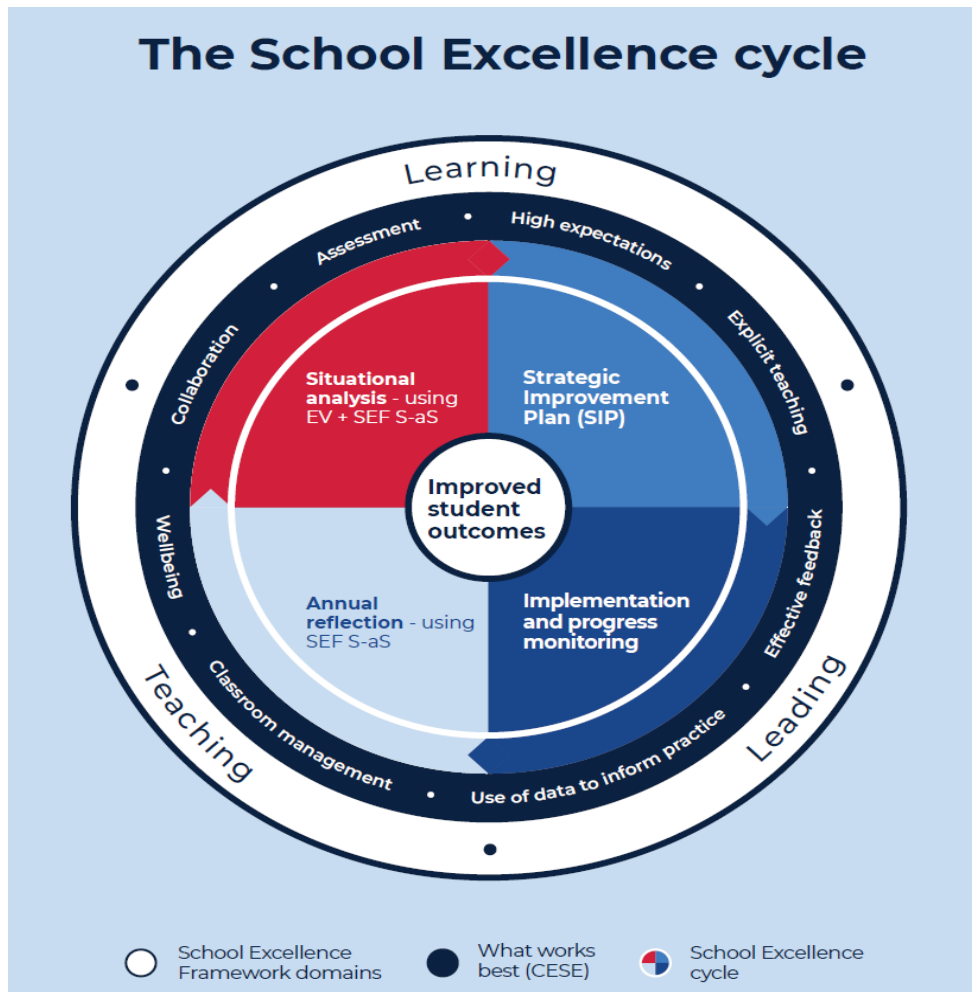 The School Excellence cycle
Learning
Assessment
•
High expectations
•
Explicit teaching
•
Effective feedback
•
Use of data to inform practice
•
Classroom management
•
Wellbeing
•
Collaboration
•
Situational
analysis - using
EV + SEF S-aS
Strategic
Improvement
Plan (SIP)
Improved
student
outcomes
Annual
reflection - using
SEF S-aS
Implementation
and progress
monitoring
Teaching
Leading
School Excellence
Framework domains
What works
best (CESE)
School Excellence
cycle